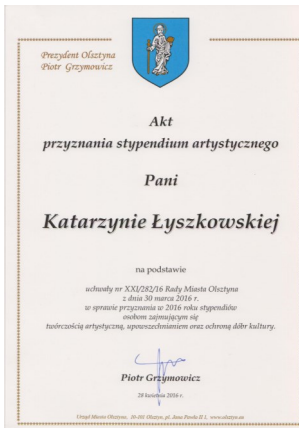 Prezydent Olsztyna
Piotr Grzymowicz
Akt
przyznania stypendium artystycznego
Pani
Katarzynie Łyszkowskiej
na podstawie
uchwały nr XXI/282/16 Rady Miasta Olsztyna
z dnia 30 marca 2016 r.
w sprawie przyznania w 2016 roku stypendiów
osobom zajmującym się
twórczością artystyczną, upowszechnianiem oraz ochroną dóbr kultury.
Piotr Grzymowicz
28 kwietnia 2016 r.
Urząd Miasta Olsztyna, 10-101 Olsztyn, pl. Jana Pawła II 1, www.olsztyn.eu